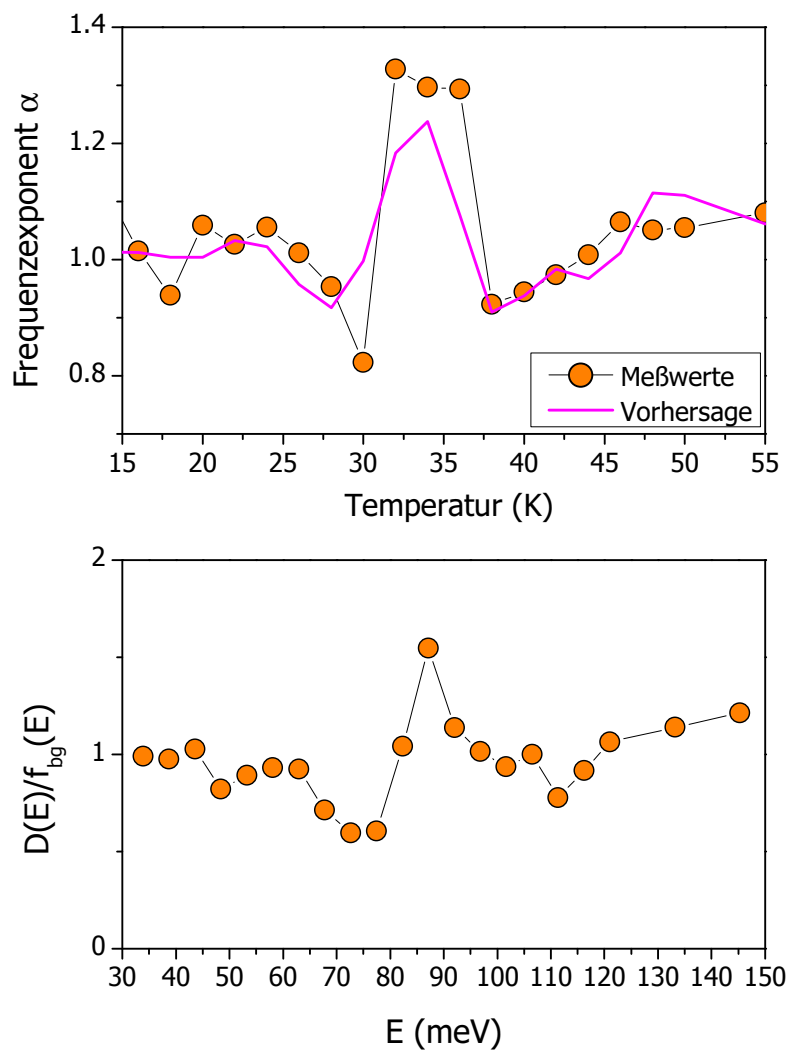 1.4
1.2
1.0
0.8
Frequenzexponent α
Meßwerte
Vorhersage
15 20 25 30 35 40 45 50 55
Temperatur (K)
2
1
0
D(E)/f_bg(E)
30 40 50 60 70 80 90 100 110 120 130 140 150
E (meV)